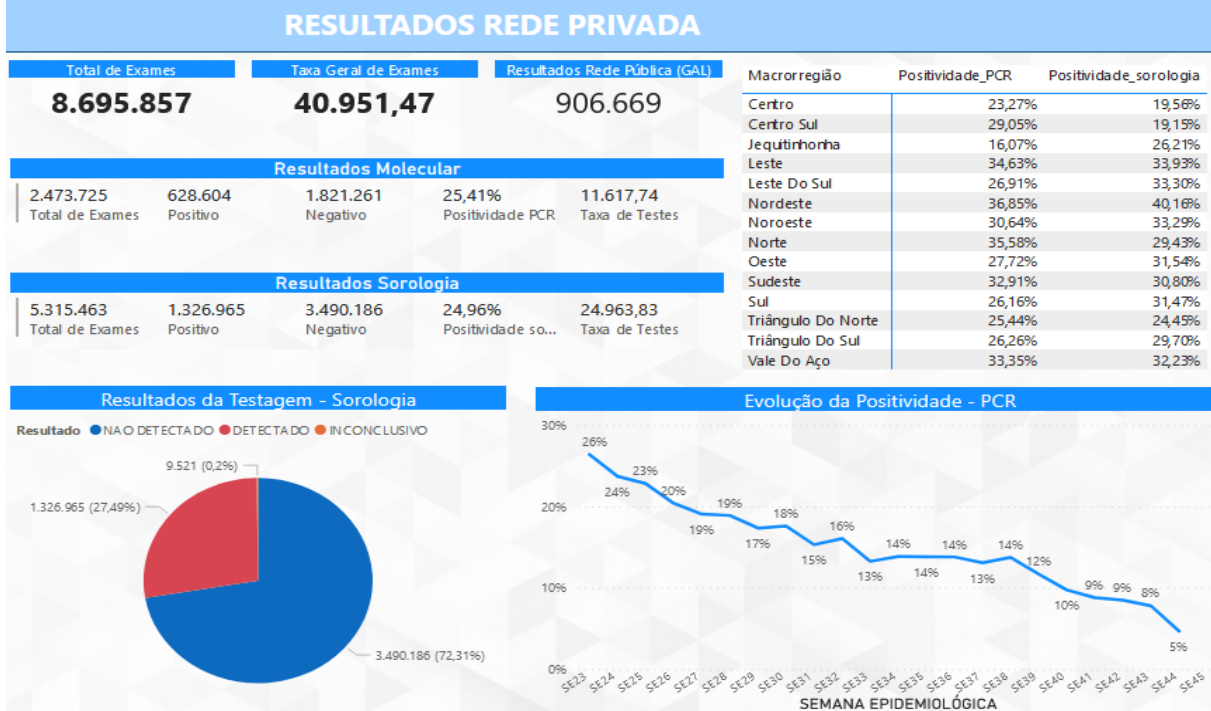 RESULTADOS REDE PRIVADA
Total de Exames
8.695.857
Taxa Geral de Exames
40.951,47
Resultados Rede Pública (GAL)
906.669
Resultados Molecular
2.473.725 628.604 1.821.261 25,41% 11.617,74
Total de Exames Positivo Negativo Positividade PCR Taxa de Testes
Resultados Sorologia
5.315.463 1.326.965 3.490.186 24,96% 24.963,83
Total de Exames Positivo Negativo Positividade so... Taxa de Testes
Macrorregião Positividade_PCR Positividade_sorologia
Centro 23,27% 19,56%
Centro Sul 29,05% 19,15%
Jequitinhonha 16,07% 26,21%
Leste 34,63% 33,93%
Leste Do Sul 26,91% 33,30%
Nordeste 36,85% 40,16%
Noroeste 30,64% 33,29%
Norte 35,58% 29,43%
Oeste 27,72% 31,54%
Sudeste 32,91% 30,80%
Sul 26,16% 31,47%
Triângulo Do Norte 25,44% 24,45%
Triângulo Do Sul 26,26% 29,70%
Vale Do Aço 33,35% 32,23%
Resultados da Testagem - Sorologia
Resultado NAO DETECTADO DETECTADO INCONCLUSIVO
9.521 (0,2%)
1.326.965 (27,49%)
3.490.186 (72,31%)
Evolução da Positividade - PCR
30%
20%
10%
0%
26% 24% 23% 20% 19% 19% 17% 18% 15% 16% 13% 14% 14% 14% 13% 14% 12% 10% 9% 9% 8% 5%
SE23 SE24 SE25 SE26 SE27 SE28 SE29 SE30 SE31 SE32 SE33 SE34 SE35 SE36 SE37 SE38 SE39 SE40 SE41 SE42 SE43 SE44 SE45
SEMANA EPIDEMIOLÓGICA